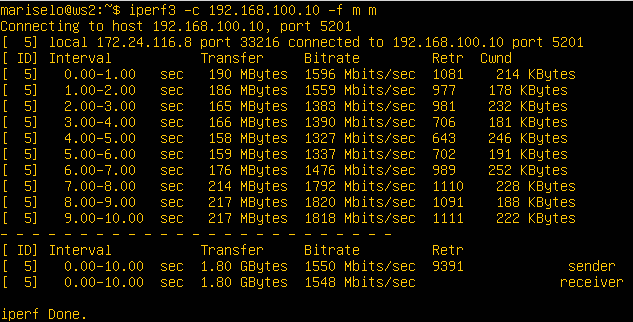 mariselo@ws2:~$ iperf3 -c 192.168.100.10 -f m m
Connecting to host 192.168.100.10, port 5201
[  5] local 172.24.116.8 port 33216 connected to 192.168.100.10 port 5201
[ ID] Interval           Transfer     Bitrate         Retr  Cwnd
[  5]   0.00-1.00   sec   190 MBytes  1596 Mbits/sec  1081    214 KBytes
[  5]   1.00-2.00   sec   186 MBytes  1559 Mbits/sec  977   178 KBytes
[  5]   2.00-3.00   sec   165 MBytes  1383 Mbits/sec  981   232 KBytes
[  5]   3.00-4.00   sec   166 MBytes  1390 Mbits/sec  706   181 KBytes
[  5]   4.00-5.00   sec   158 MBytes  1327 Mbits/sec  643   246 KBytes
[  5]   5.00-6.00   sec   159 MBytes  1337 Mbits/sec  702   191 KBytes
[  5]   6.00-7.00   sec   176 MBytes  1476 Mbits/sec  989   252 KBytes
[  5]   7.00-8.00   sec   214 MBytes  1792 Mbits/sec  1110    228 KBytes
[  5]   8.00-9.00   sec   217 MBytes  1820 Mbits/sec  1091    188 KBytes
[  5]   9.00-10.00  sec   217 MBytes  1818 Mbits/sec  1111    222 KBytes
- - - - - - - - - - - - - - - - - - - - - - - - -
[ ID] Interval           Transfer     Bitrate         Retr
[  5]   0.00-10.00  sec  1.80 GBytes  1550 Mbits/sec  9391             sender
[  5]   0.00-10.00  sec  1.80 GBytes  1548 Mbits/sec                  receiver

iperf Done.